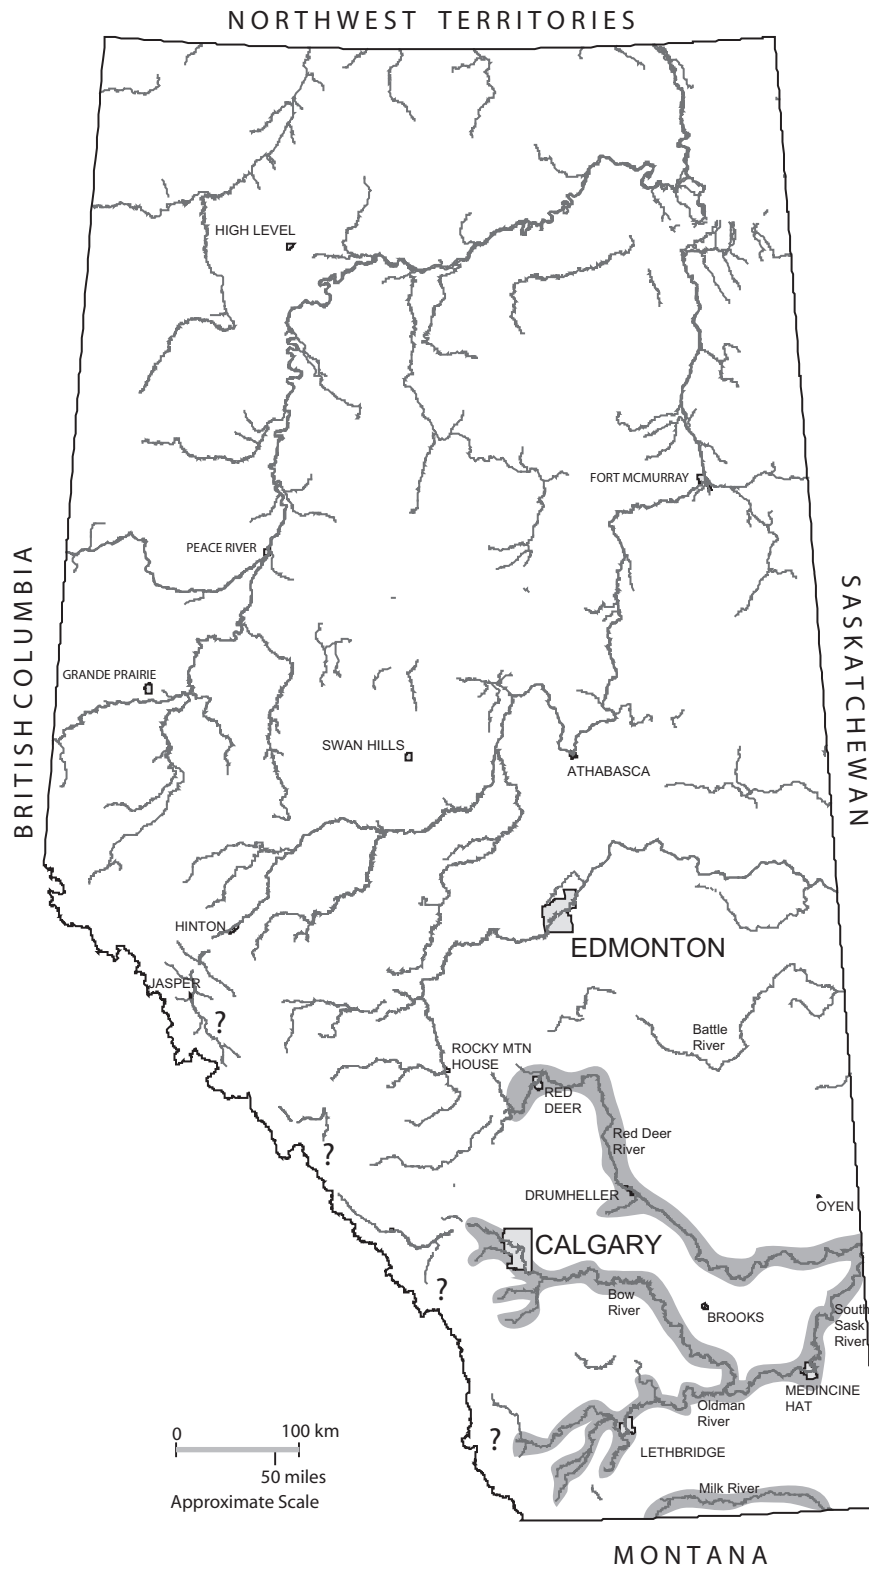 NORTHWEST TERRITORIES
HIGH LEVEL
FORT MCMURRAY
PEACE RIVER
BRITISH COLUMBIA
SASKATCHEWAN
GRANDE PRAIRIE
SWAN HILLS
ATHABASCA
HINTON
EDMONTON
JASPER
?
Battle
River
ROCKY MTN
HOUSE
RED
DEER
Red Deer
River
?
DRUMHELLER
OYEN
CALGARY
?
Bow
River
BROOKS
South
Sask
River
MEDINCINE
HAT
Oldman
River
?
LETHBRIDGE
0 100 km
50 miles
Approximate Scale
Milk River
MONTANA